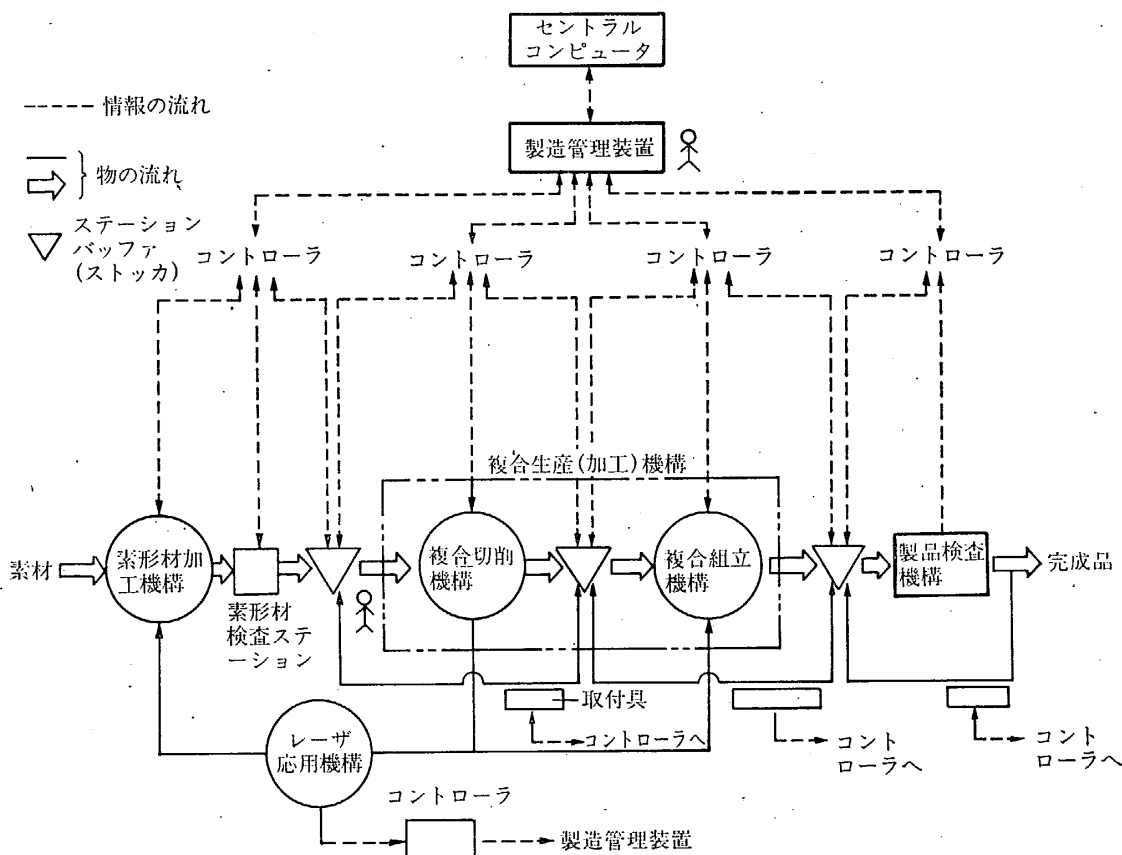 セントラル
コンピュータ
情報の流れ
製造管理装置
物の流れ
ステーション
バッファ
(ストッカ)
コントローラ
コントローラ
コントローラ
コントローラ
複合生産(加工)機構
素材
素形材加
工機構
複合切削
機構
複合組立
機構
製品検査
機構
完成品
素形材
検査ステ
ーション
取付具
コントローラへ
コント
ローラへ
コント
ローラへ
レーザ
応用機構
コントローラ
製造管理装置